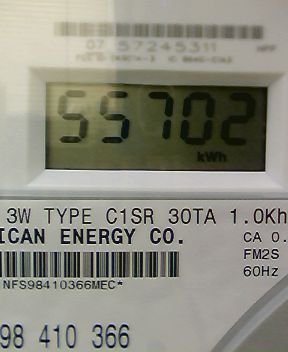 07 57245311
55702
kWh
3W TYPE C1SR 30TA 1.0Kh
ICAN ENERGY CO. CA 0.
FM2S
60Hz
*NFS98410366MEC*
98 410 366